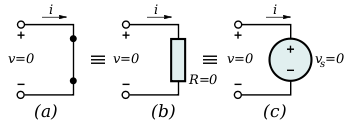 i i i
+ + +
v=0 ≡ v=0 ≡ v=0 + v_s=0
R=0 −
− − −
(a) (b) (c)